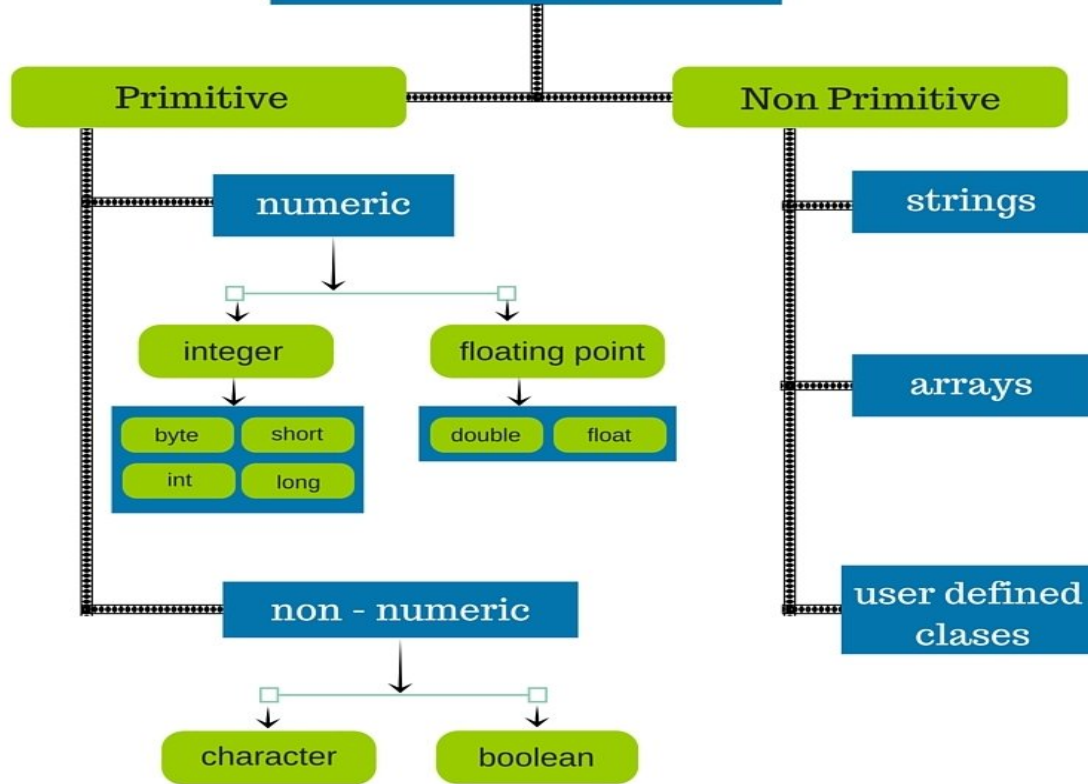 Primitive
Non Primitive
numeric
strings
integer
floating point
arrays
byte
short
double
float
int
long
non - numeric
user defined
clases
character
boolean